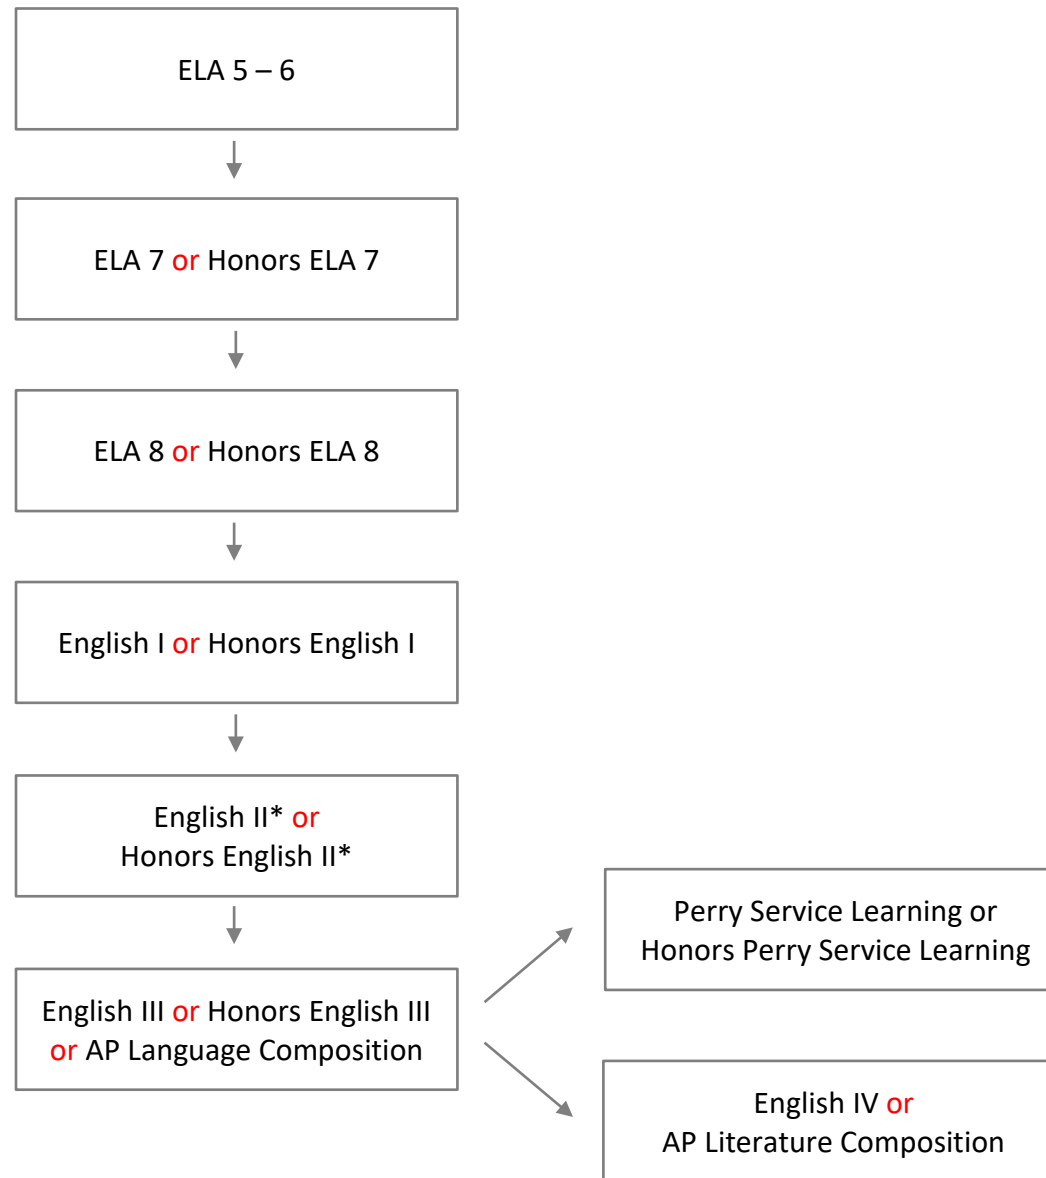 ELA 5 – 6
ELA 7 or Honors ELA 7
ELA 8 or Honors ELA 8
English I or Honors English I
English II* or
Honors English II*
English III or Honors English III
or AP Language Composition
Perry Service Learning or
Honors Perry Service Learning
English IV or
AP Literature Composition